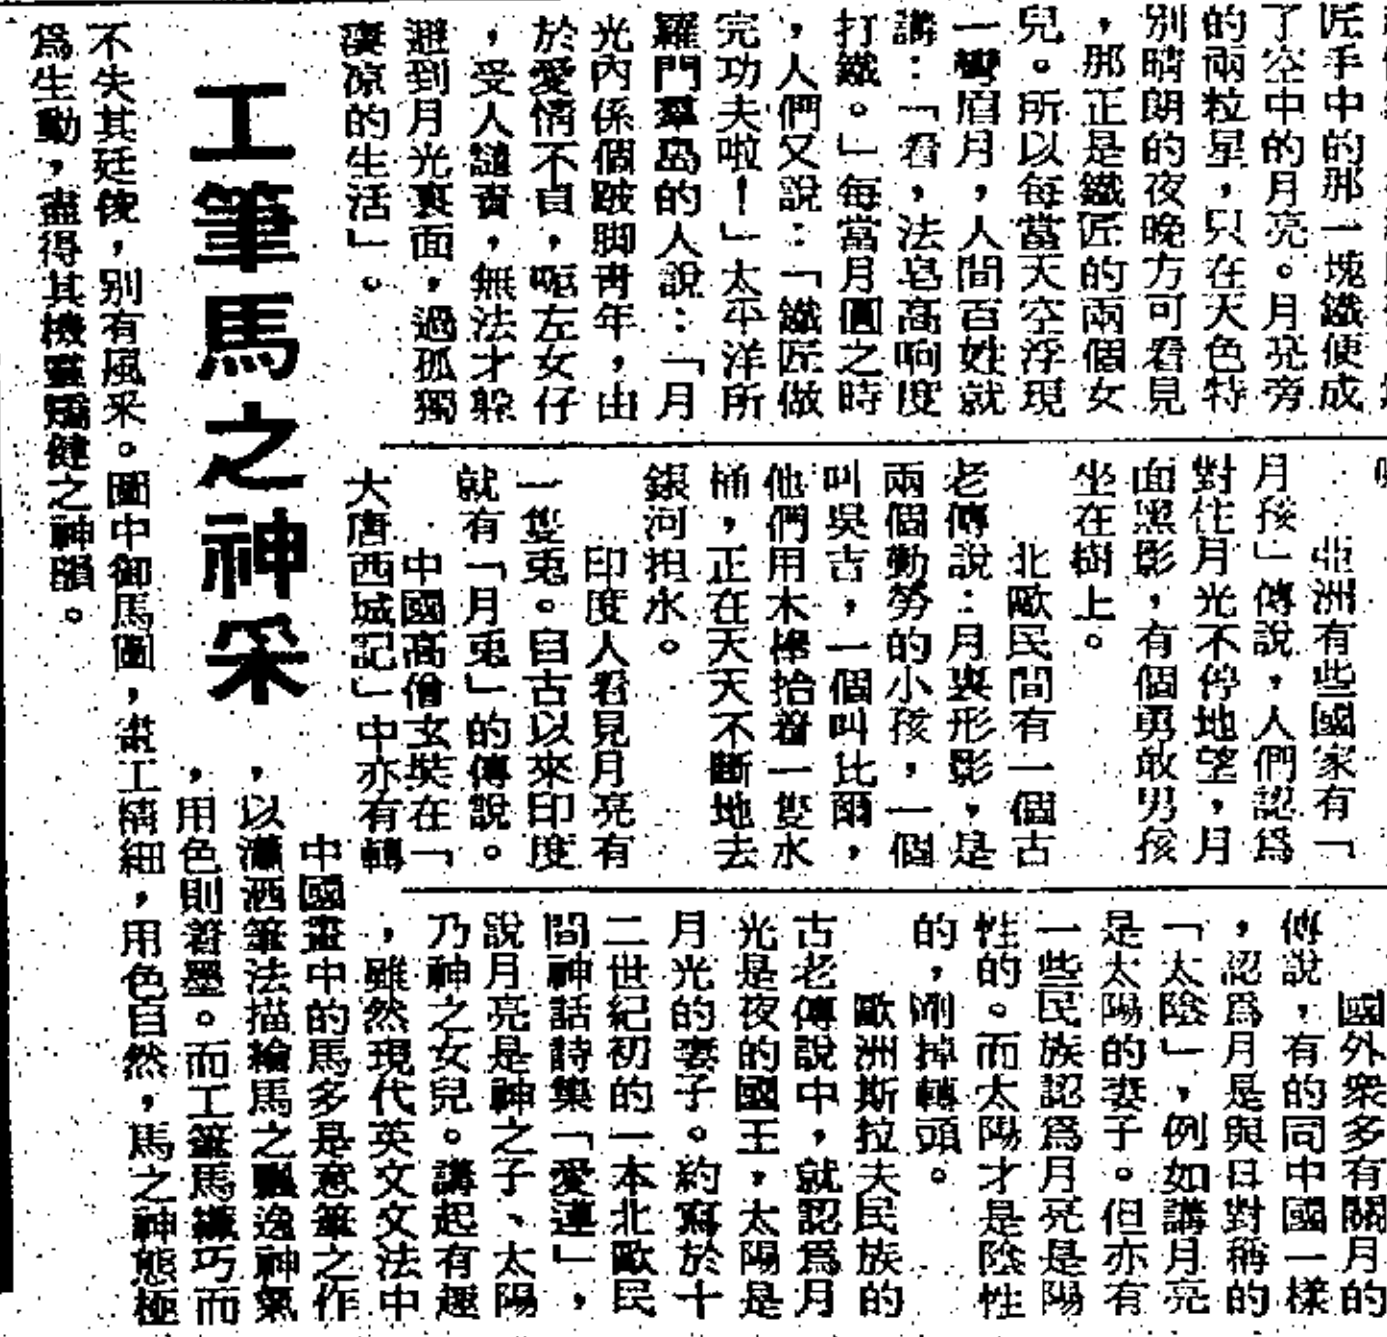 匠手中的那一塊鐵便成
了空中的月亮。月亮旁
的兩粒星，只在天色特
別晴朗的夜晚方可看見
，那正是鐵匠的兩個女
兒。所以每當天空浮現
一彎眉月，人間百姓就
講：「看，法皂高响度
打鐵。」每當月圓之時
，人們又說：「鐵匠做
完功夫啦！」太平洋所
羅門羣島的人說：「月
光內係個跛脚靑年，由
於愛情不貞，嘔左女仔
，受人譴責，無法才躱
避到月光裏面，過孤獨
凄凉的生活」。
亞洲有些國家有「
月孩」傳說，人們認爲
對住月光不停地望，月
面黑影，有個勇敢男孩
坐在樹上。
北歐民間有一個古
老傳說：月裏形影，是
兩個勤勞的小孩，一個
叫吳吉，一個叫比爾，
他們用木棒抬着一隻水
桶，正在天天不斷地去
銀河担水。
印度人看見月亮有
一隻兎。自古以來印度
就有「月兎」的傳說。
中國高僧玄奘在「
大唐西城記」中亦有轉
國外衆多有關月的
傳說，有的同中國一樣
，認爲月是與日對稱的
「太陰」，例如講月亮
是太陽的妻子。但亦有
一些民族認爲月亮是陽
性的。而太陽才是陰性
的，剛掉轉頭。
歐洲斯拉夫民族的
古老傳說中，就認爲月
光是夜的國王，太陽是
月光的妻子。約寫於十
二世紀初的一本北歐民
間神話詩集「愛達」，
說月亮是神之子、太陽
乃神之女兒。講起有趣
，雖然現代英文文法中
工筆馬之神采
中國畫中的馬多是意筆之作
，以瀟洒筆法描繪馬之飄逸神氣
，用色則着墨。而工筆馬纖巧而
不失其廷俊，別有風采。圖中御馬圖，畫工精細，用色自然，馬之神態極
爲生動，盡得其機靈矯健之神韻。